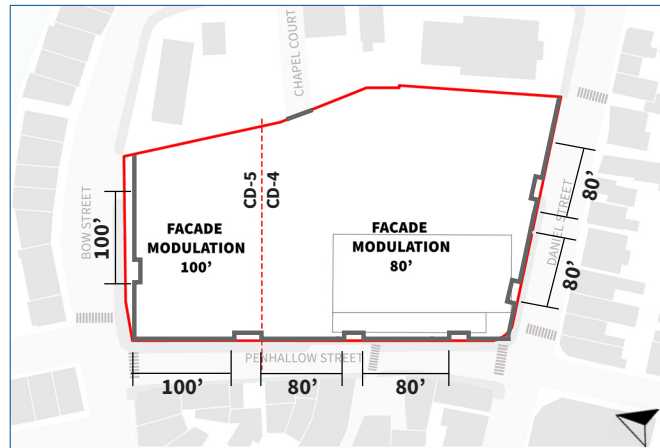 CHAPEL COURT
BOW STREET
100'
CD-5
CD-4
FACADE
MODULATION
100'
FACADE
MODULATION
80'
80'
DANIEL STREET
80'
PENHALLOW STREET
100'
80'
80'